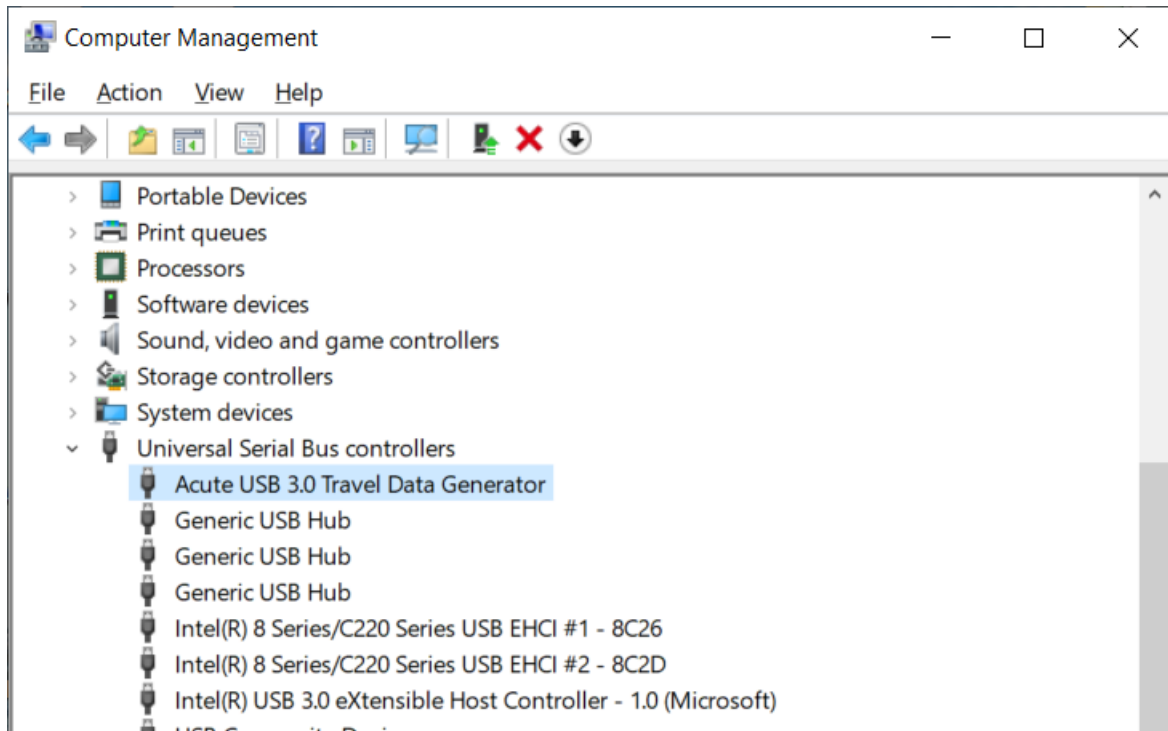 Computer Management
File Action View Help
Portable Devices
Print queues
Processors
Software devices
Sound, video and game controllers
Storage controllers
System devices
Universal Serial Bus controllers
Acute USB 3.0 Travel Data Generator
Generic USB Hub
Generic USB Hub
Generic USB Hub
Intel(R) 8 Series/C220 Series USB EHCI #1 - 8C26
Intel(R) 8 Series/C220 Series USB EHCI #2 - 8C2D
Intel(R) USB 3.0 eXtensible Host Controller - 1.0 (Microsoft)